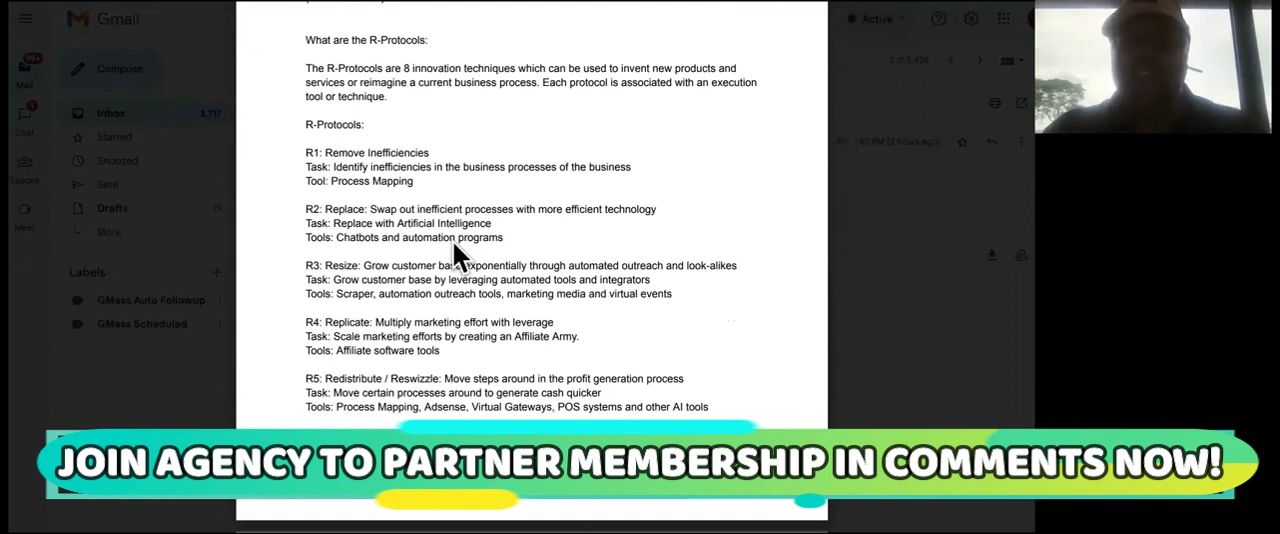 Gmail
Active
What are the R-Protocols:
Compose
The R-Protocols are 8 innovation techniques which can be used to invent new products and
services or reimagine a current business process. Each protocol is associated with an execution
tool or technique.
99+
Mail
Inbox 3,717
R-Protocols:
Starred
Snoozed
R1: Remove Inefficiencies
Task: Identify inefficiencies in the business processes of the business
Tool: Process Mapping
Spaces
Sent
Drafts
Meet
More
R2: Replace: Swap out inefficient processes with more efficient technology
Task: Replace with Artificial Intelligence
Tools: Chatbots and automation programs
Labels
GMass Auto Followup
GMass Scheduled
R3: Resize: Grow customer base exponentially through automated outreach and look-alikes
Task: Grow customer base by leveraging automated tools and integrators
Tools: Scraper, automation outreach tools, marketing media and virtual events
R4: Replicate: Multiply marketing effort with leverage
Task: Scale marketing efforts by creating an Affiliate Army.
Tools: Affiliate software tools
R5: Redistribute / Reswizzle: Move steps around in the profit generation process
Task: Move certain processes around to generate cash quicker
Tools: Process Mapping, Adsense, Virtual Gateways, POS systems and other AI tools
JOIN AGENCY TO PARTNER MEMBERSHIP IN COMMENTS NOW!